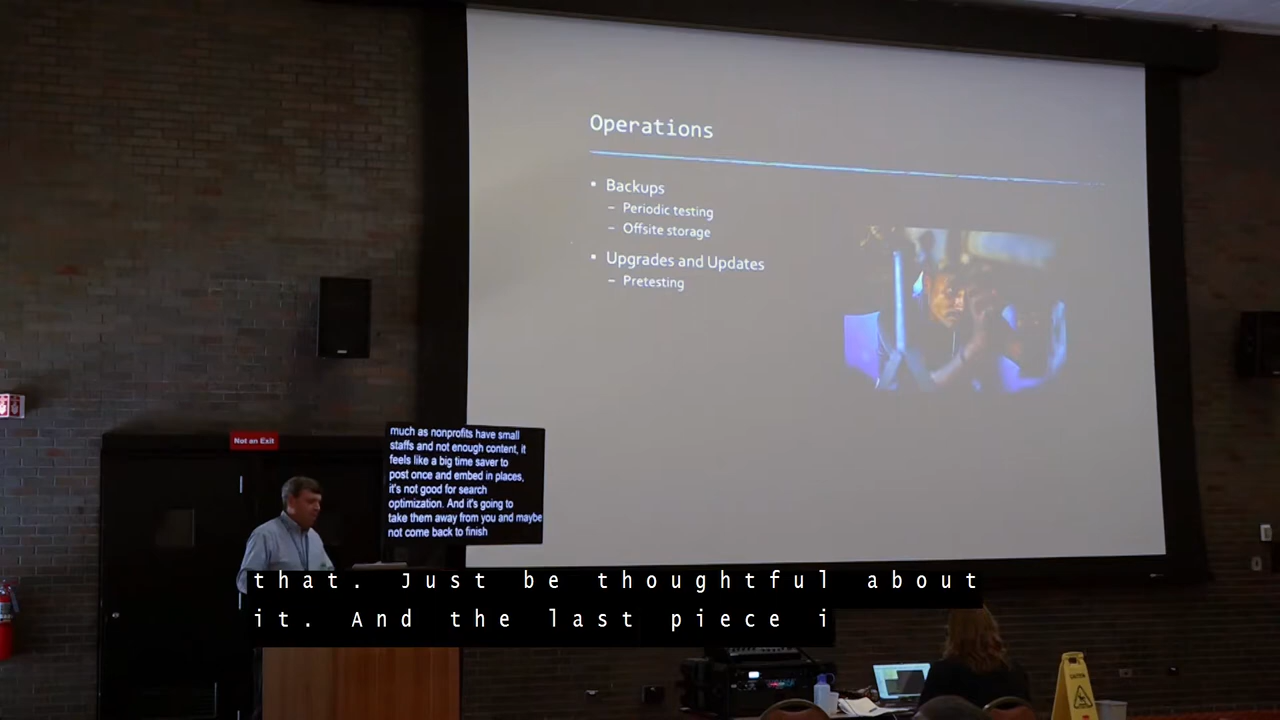 Operations
Backups
– Periodic testing
– Offsite storage
Upgrades and Updates
– Pretesting
Not an Exit
much as nonprofits have small
staffs and not enough content, it
feels like a big time saver to
post once and embed in places,
it's not good for search
optimization. And it's going to
take them away from you and maybe
not come back to finish
that. Just be thoughtful about
it. And the last piece i
CAUTION